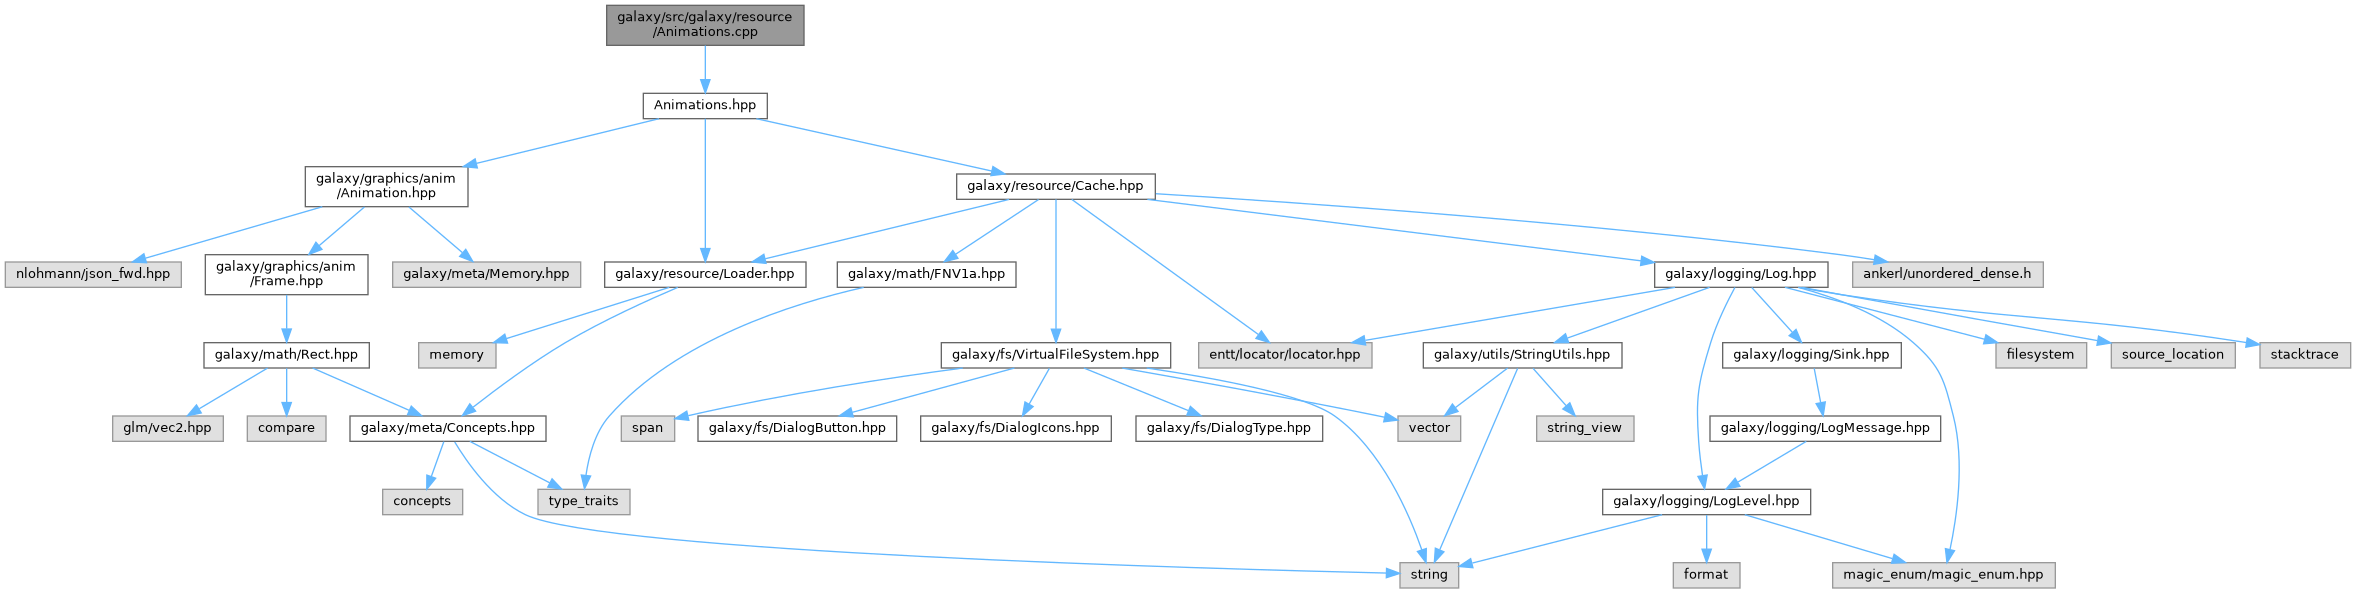 galaxy/src/galaxy/resource
/Animations.cpp
Animations.hpp
galaxy/graphics/anim
/Animation.hpp
galaxy/resource/Cache.hpp
nlohmann/json_fwd.hpp
galaxy/graphics/anim
/Frame.hpp
galaxy/meta/Memory.hpp
galaxy/resource/Loader.hpp
galaxy/math/FNV1a.hpp
galaxy/logging/Log.hpp
ankerl/unordered_dense.h
galaxy/math/Rect.hpp
memory
galaxy/fs/VirtualFileSystem.hpp
entt/locator/locator.hpp
galaxy/utils/StringUtils.hpp
galaxy/logging/Sink.hpp
filesystem
source_location
stacktrace
glm/vec2.hpp
compare
galaxy/meta/Concepts.hpp
span
galaxy/fs/DialogButton.hpp
galaxy/fs/DialogIcons.hpp
galaxy/fs/DialogType.hpp
vector
string_view
galaxy/logging/LogMessage.hpp
concepts
type_traits
galaxy/logging/LogLevel.hpp
string
format
magic_enum/magic_enum.hpp